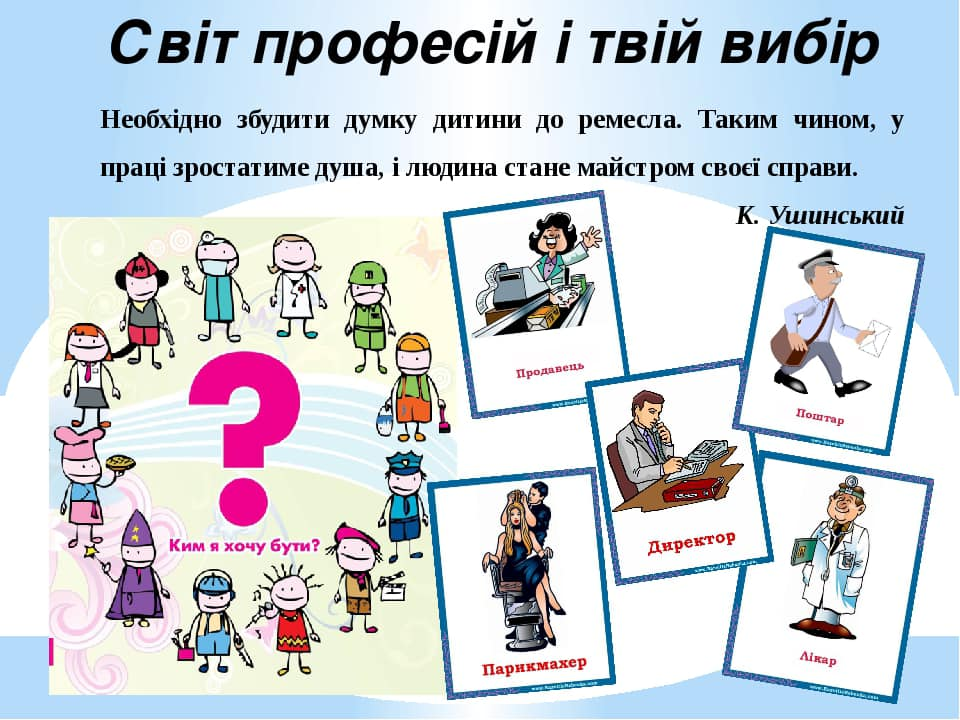 Світ професій і твій вибір
Необхідно збудити думку дитини до ремесла. Таким чином, у
праці зростатиме душа, і людина стане майстром своєї справи.
К. Ушинський
Ким я хочу бути?
Продавець
Поштар
Директор
Парикмахер
Лікар